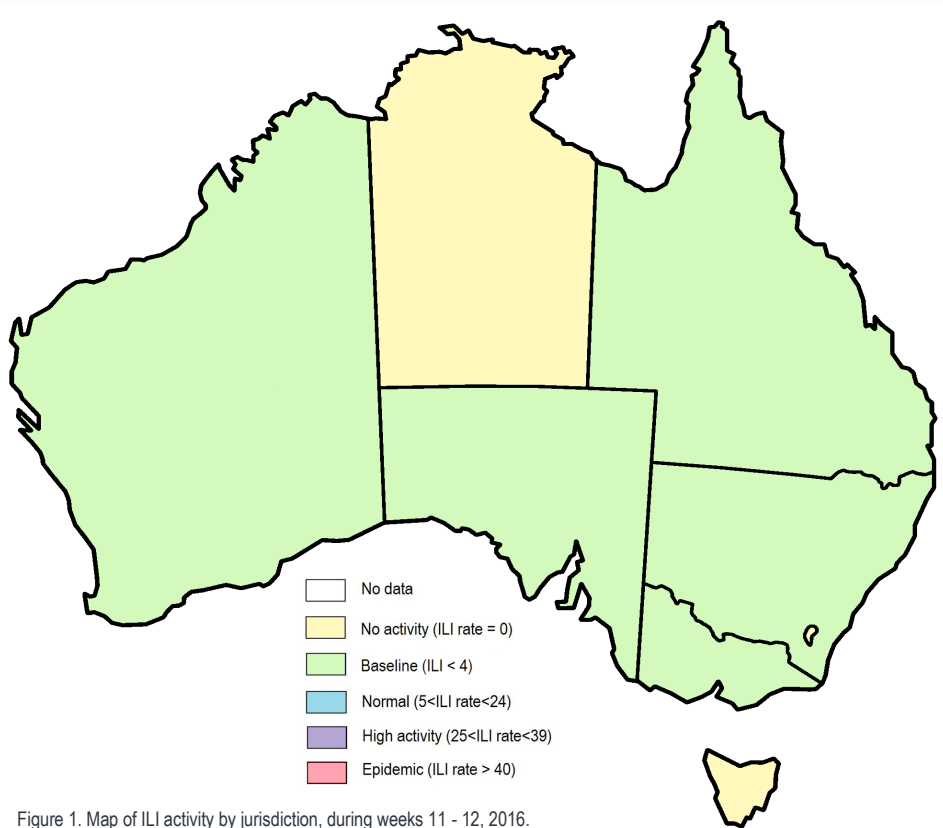 No data
No activity (ILI rate = 0)
Baseline (ILI < 4)
Normal (5<ILI rate<24)
High activity (25<ILI rate<39)
Epidemic (ILI rate > 40)
Figure 1. Map of ILI activity by jurisdiction, during weeks 11 - 12, 2016.